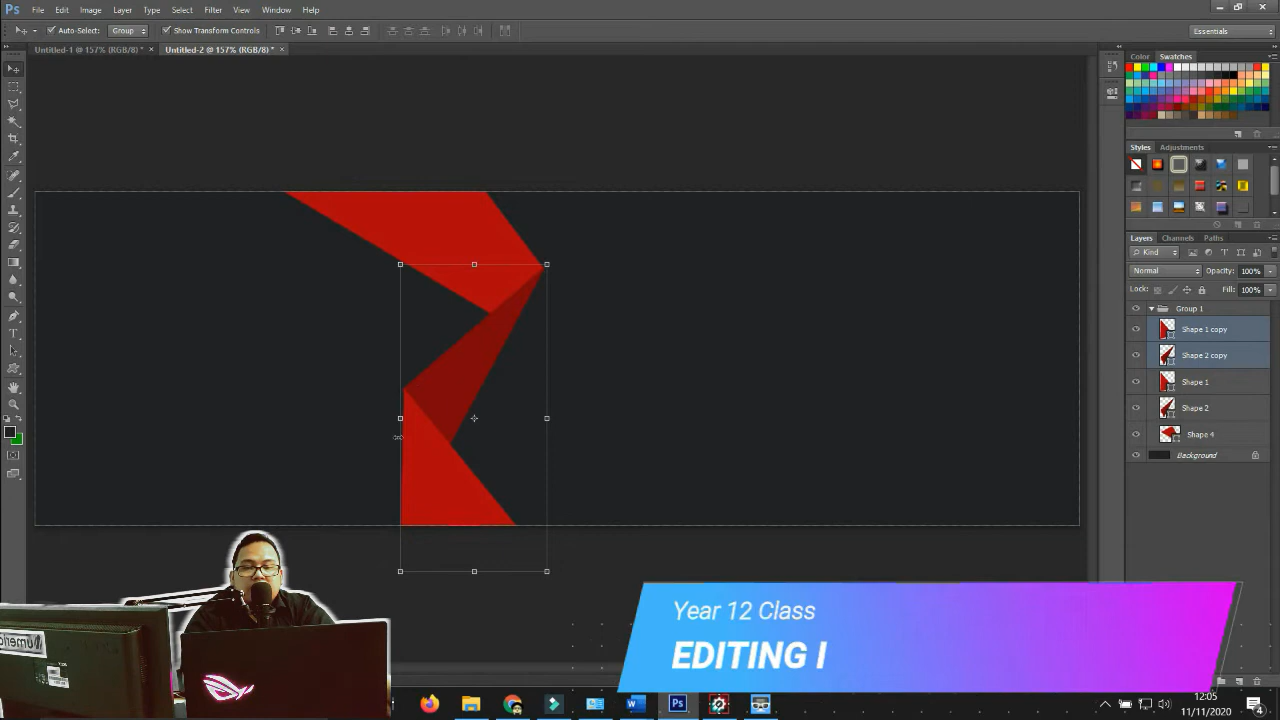 Ps File Edit Image Layer Type Select Filter View Window Help
Auto-Select: Group Show Transform Controls Essentials
Untitled-1 @ 157% (RGB/8) * × Untitled-2 @ 157% (RGB/8) * ×
Color Swatches
Styles Adjustments
Layers Channels Paths
Kind
Normal Opacity: 100%
Lock: Fill: 100%
Group 1
Shape 1 copy
Shape 2 copy
Shape 1
Shape 2
Shape 4
Background
Year 12 Class
EDITING I
12:05
11/11/2020
4